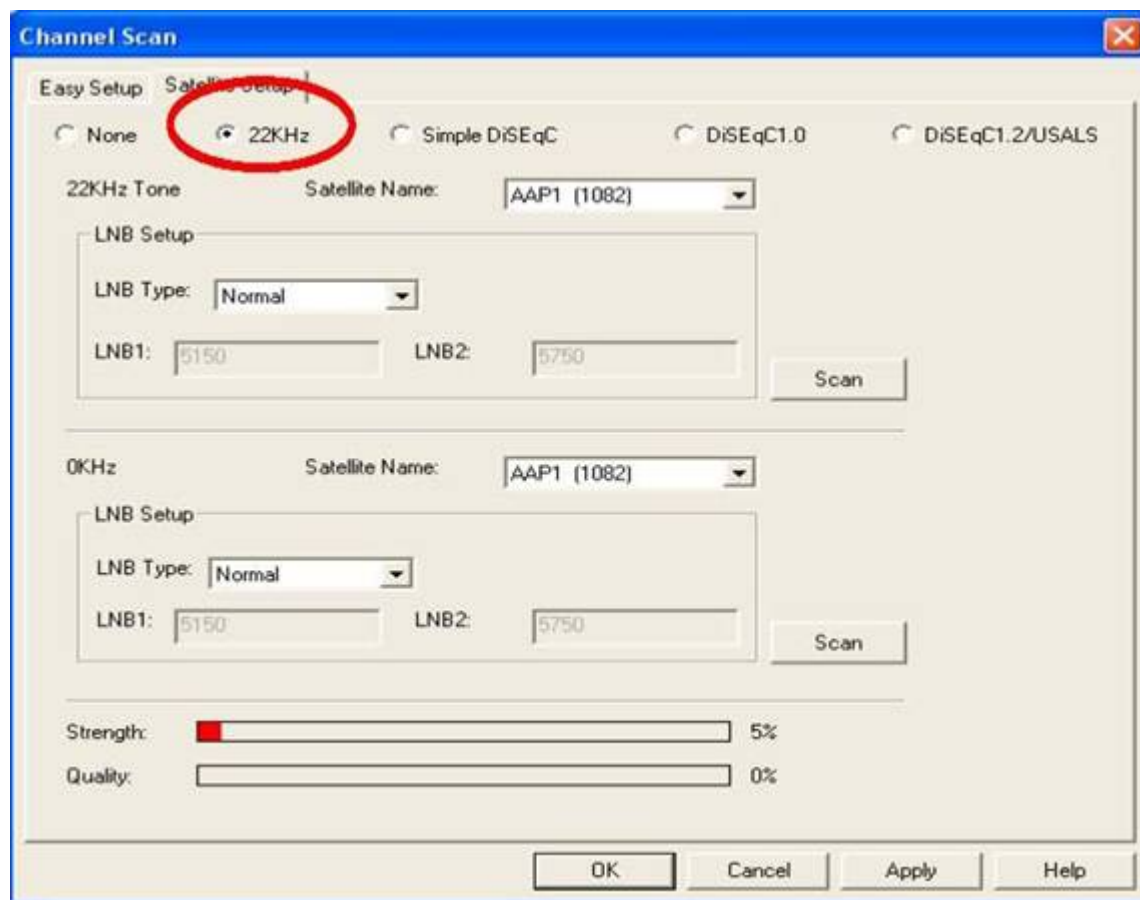 Channel Scan
Easy Setup Satellite Setup
None 22KHz Simple DiSEqC DiSEqC1.0 DiSEqC1.2/USALS
22KHz Tone Satellite Name: AAP1 (1082)
LNB Setup
LNB Type: Normal
LNB1: 5150 LNB2: 5750
Scan
0KHz Satellite Name: AAP1 (1082)
LNB Setup
LNB Type: Normal
LNB1: 5150 LNB2: 5750
Scan
Strength: 5%
Quality: 0%
OK Cancel Apply Help